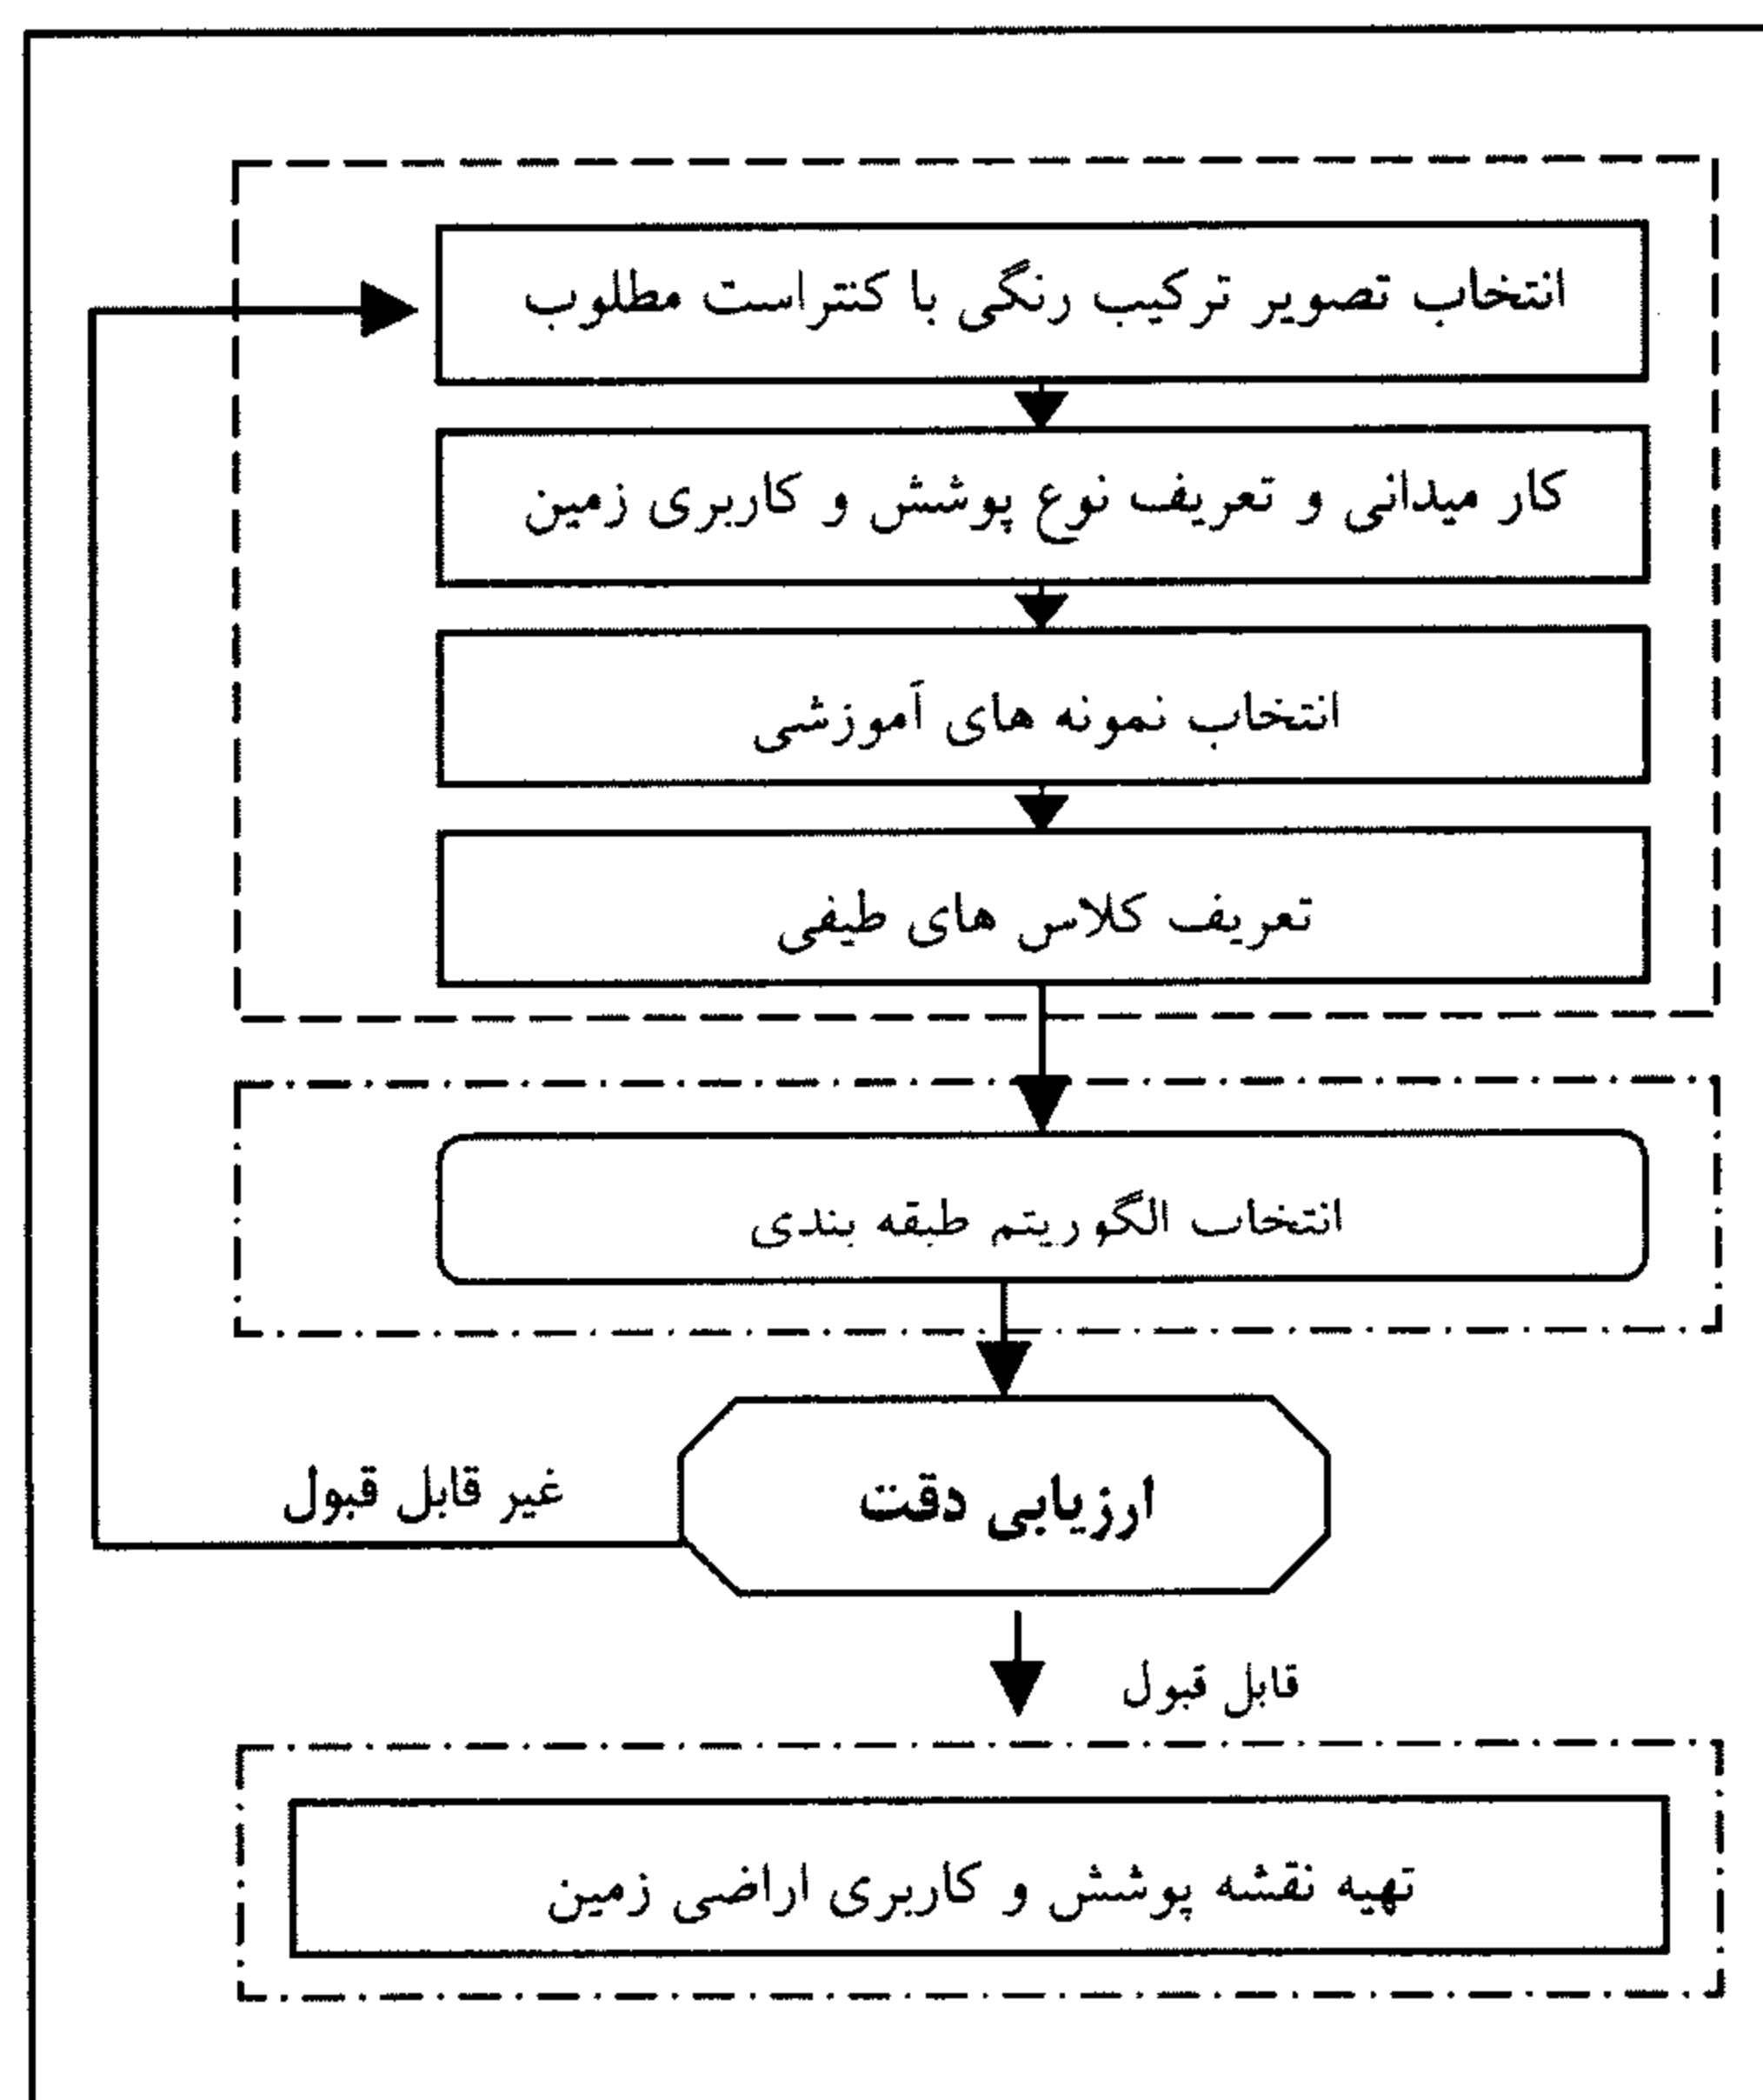 انتخاب تصویر ترکیب رنگی با کنتراست مطلوب
کار میدانی و تعریف نوع پوشش و کاربری زمین
انتخاب نمونه های آموزشی
تعریف کلاس های طیفی
انتخاب الگوریتم طبقه بندی
ارزیابی دقت
غیر قابل قبول
قابل قبول
تهیه نقشه پوشش و کاربری اراضی زمین